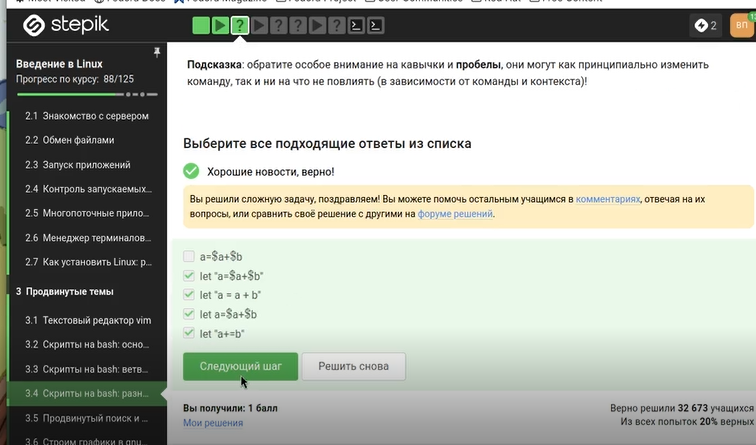 stepik
2
ВП
Введение в Linux
Прогресс по курсу: 88/125
2.1 Знакомство с сервером
2.2 Обмен файлами
2.3 Запуск приложений
2.4 Контроль запускаемых...
2.5 Многопоточные прило...
2.6 Менеджер терминалов...
2.7 Как установить Linux: р...
3 Продвинутые темы
3.1 Текстовый редактор vim
3.2 Скрипты на bash: осно...
3.3 Скрипты на bash: ветв...
3.4 Скрипты на bash: разн...
3.5 Продвинутый поиск и ...
3.6 Строим графики в gnu...
Подсказка: обратите особое внимание на кавычки и пробелы, они могут как принципиально изменить
команду, так и ни на что не повлиять (в зависимости от команды и контекста)!
Выберите все подходящие ответы из списка
Хорошие новости, верно!
Вы решили сложную задачу, поздравляем! Вы можете помочь остальным учащимся в комментариях, отвечая на их
вопросы, или сравнить своё решение с другими на форуме решений.
a=$a+$b
let "a=$a+$b"
let "a = a + b"
let a=$a+$b
let "a+=b"
Следующий шаг
Решить снова
Вы получили: 1 балл
Мои решения
Верно решили 32 673 учащихся
Из всех попыток 20% верных